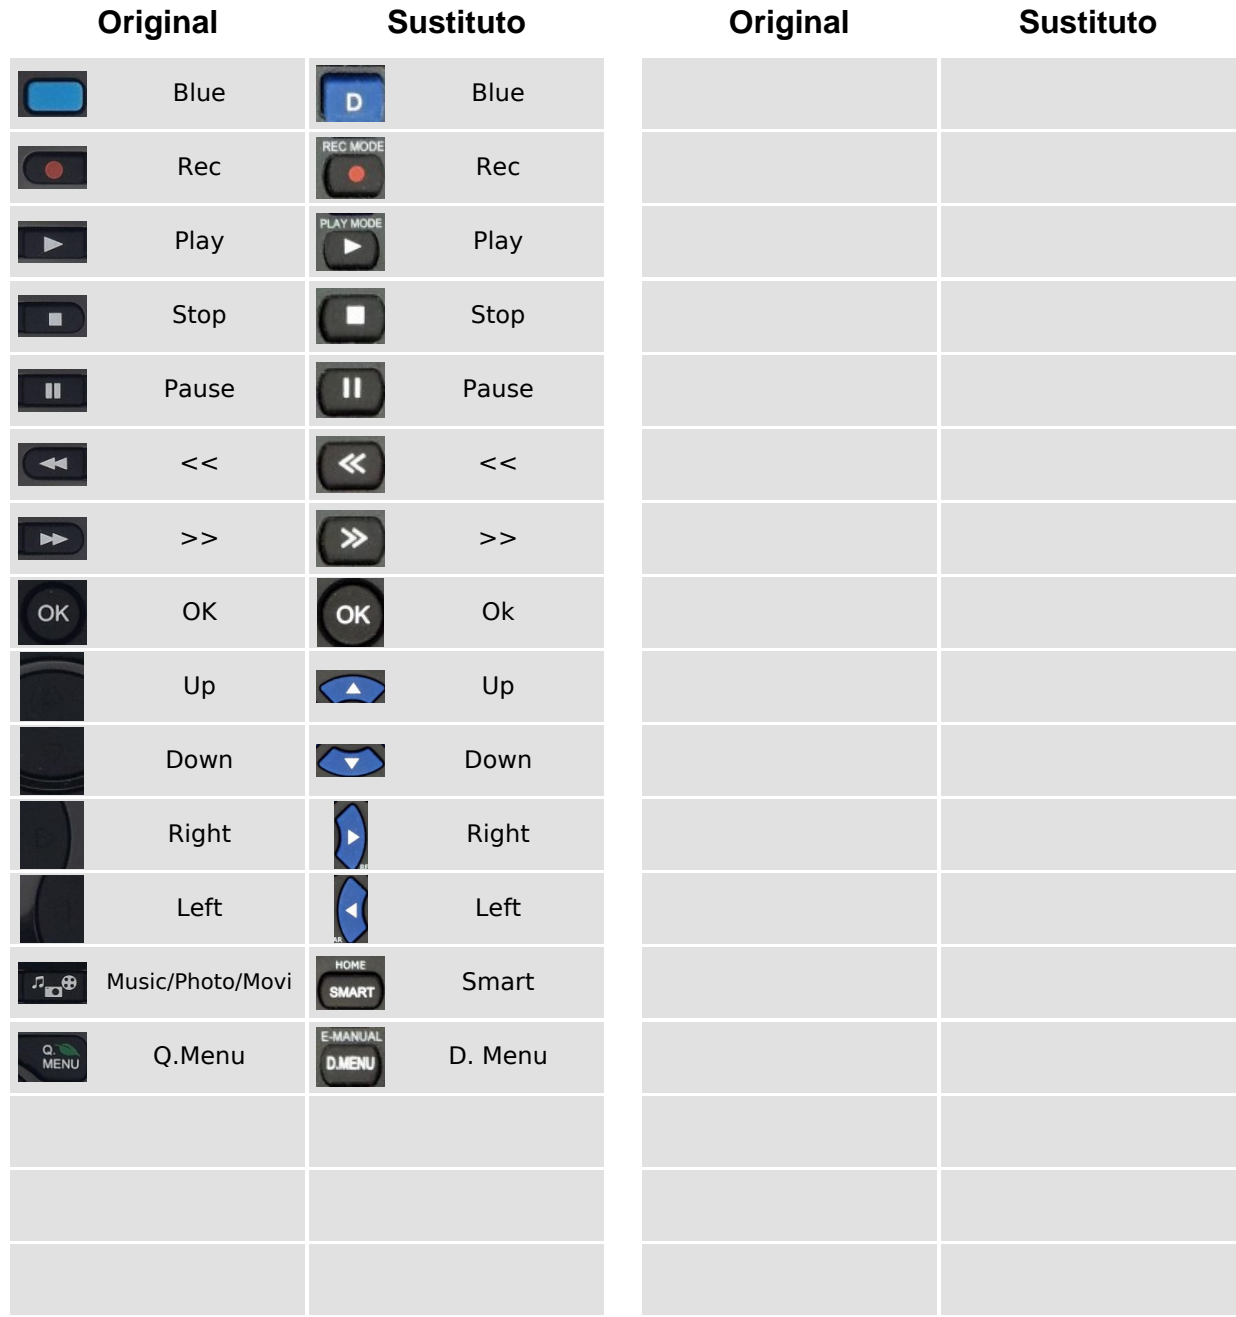 Original Sustituto Original Sustituto
Blue D Blue
Rec REC MODE Rec
Play PLAY MODE Play
Stop Stop
Pause Pause
<< <<
>> >>
OK OK OK Ok
Up Up
Down Down
Right Right
Left Left
Music/Photo/Movi HOME SMART Smart
Q. MENU Q.Menu E-MANUAL D.MENU D. Menu